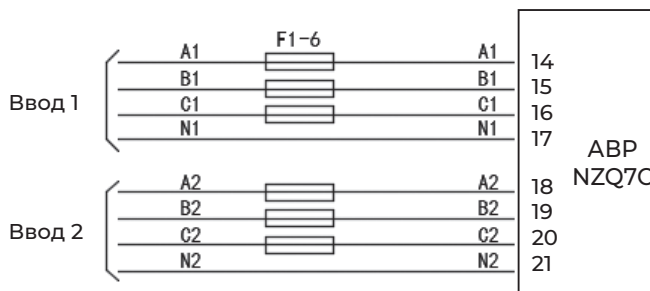 F1-6
A1 A1 14
B1 B1 15
Ввод 1
C1 C1 16
N1 N1 17
АВР
NZQ7C
A2 A2 18
B2 B2 19
Ввод 2
C2 C2 20
N2 N2 21